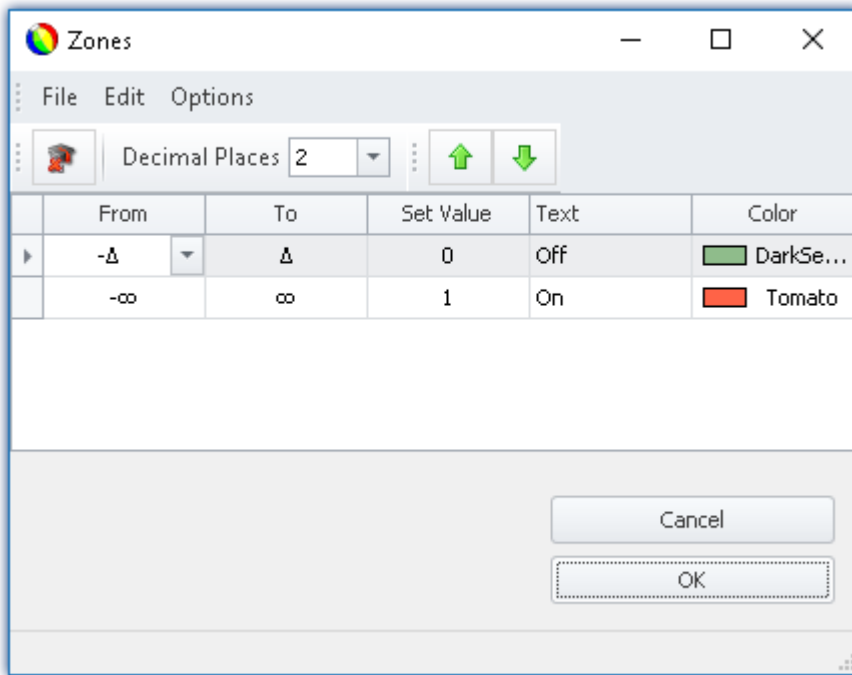 Zones
File Edit Options
Decimal Places 2
From To Set Value Text Color
-Δ Δ 0 Off DarkSe...
-∞ ∞ 1 On Tomato
Cancel
OK